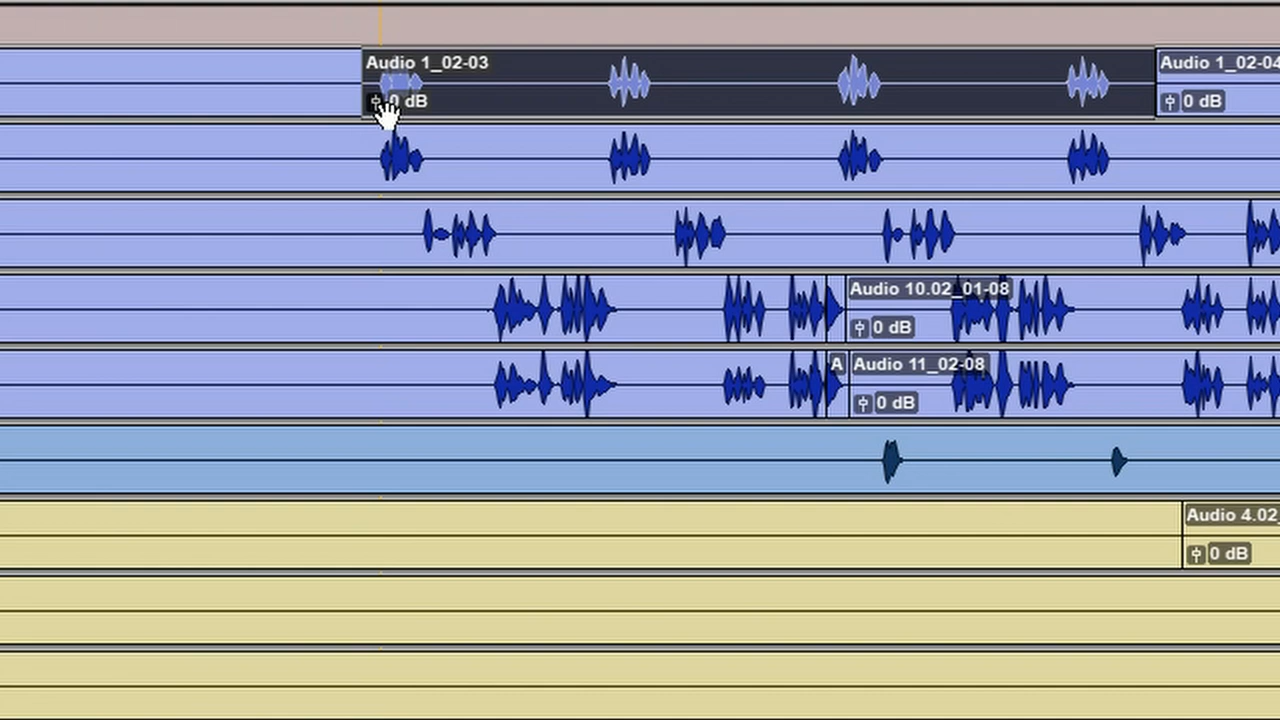 Audio 1_02-03
0 dB
Audio 1_02-04
0 dB
Audio 10.02_01-08
0 dB
A
Audio 11_02-08
0 dB
Audio 4.02_
0 dB